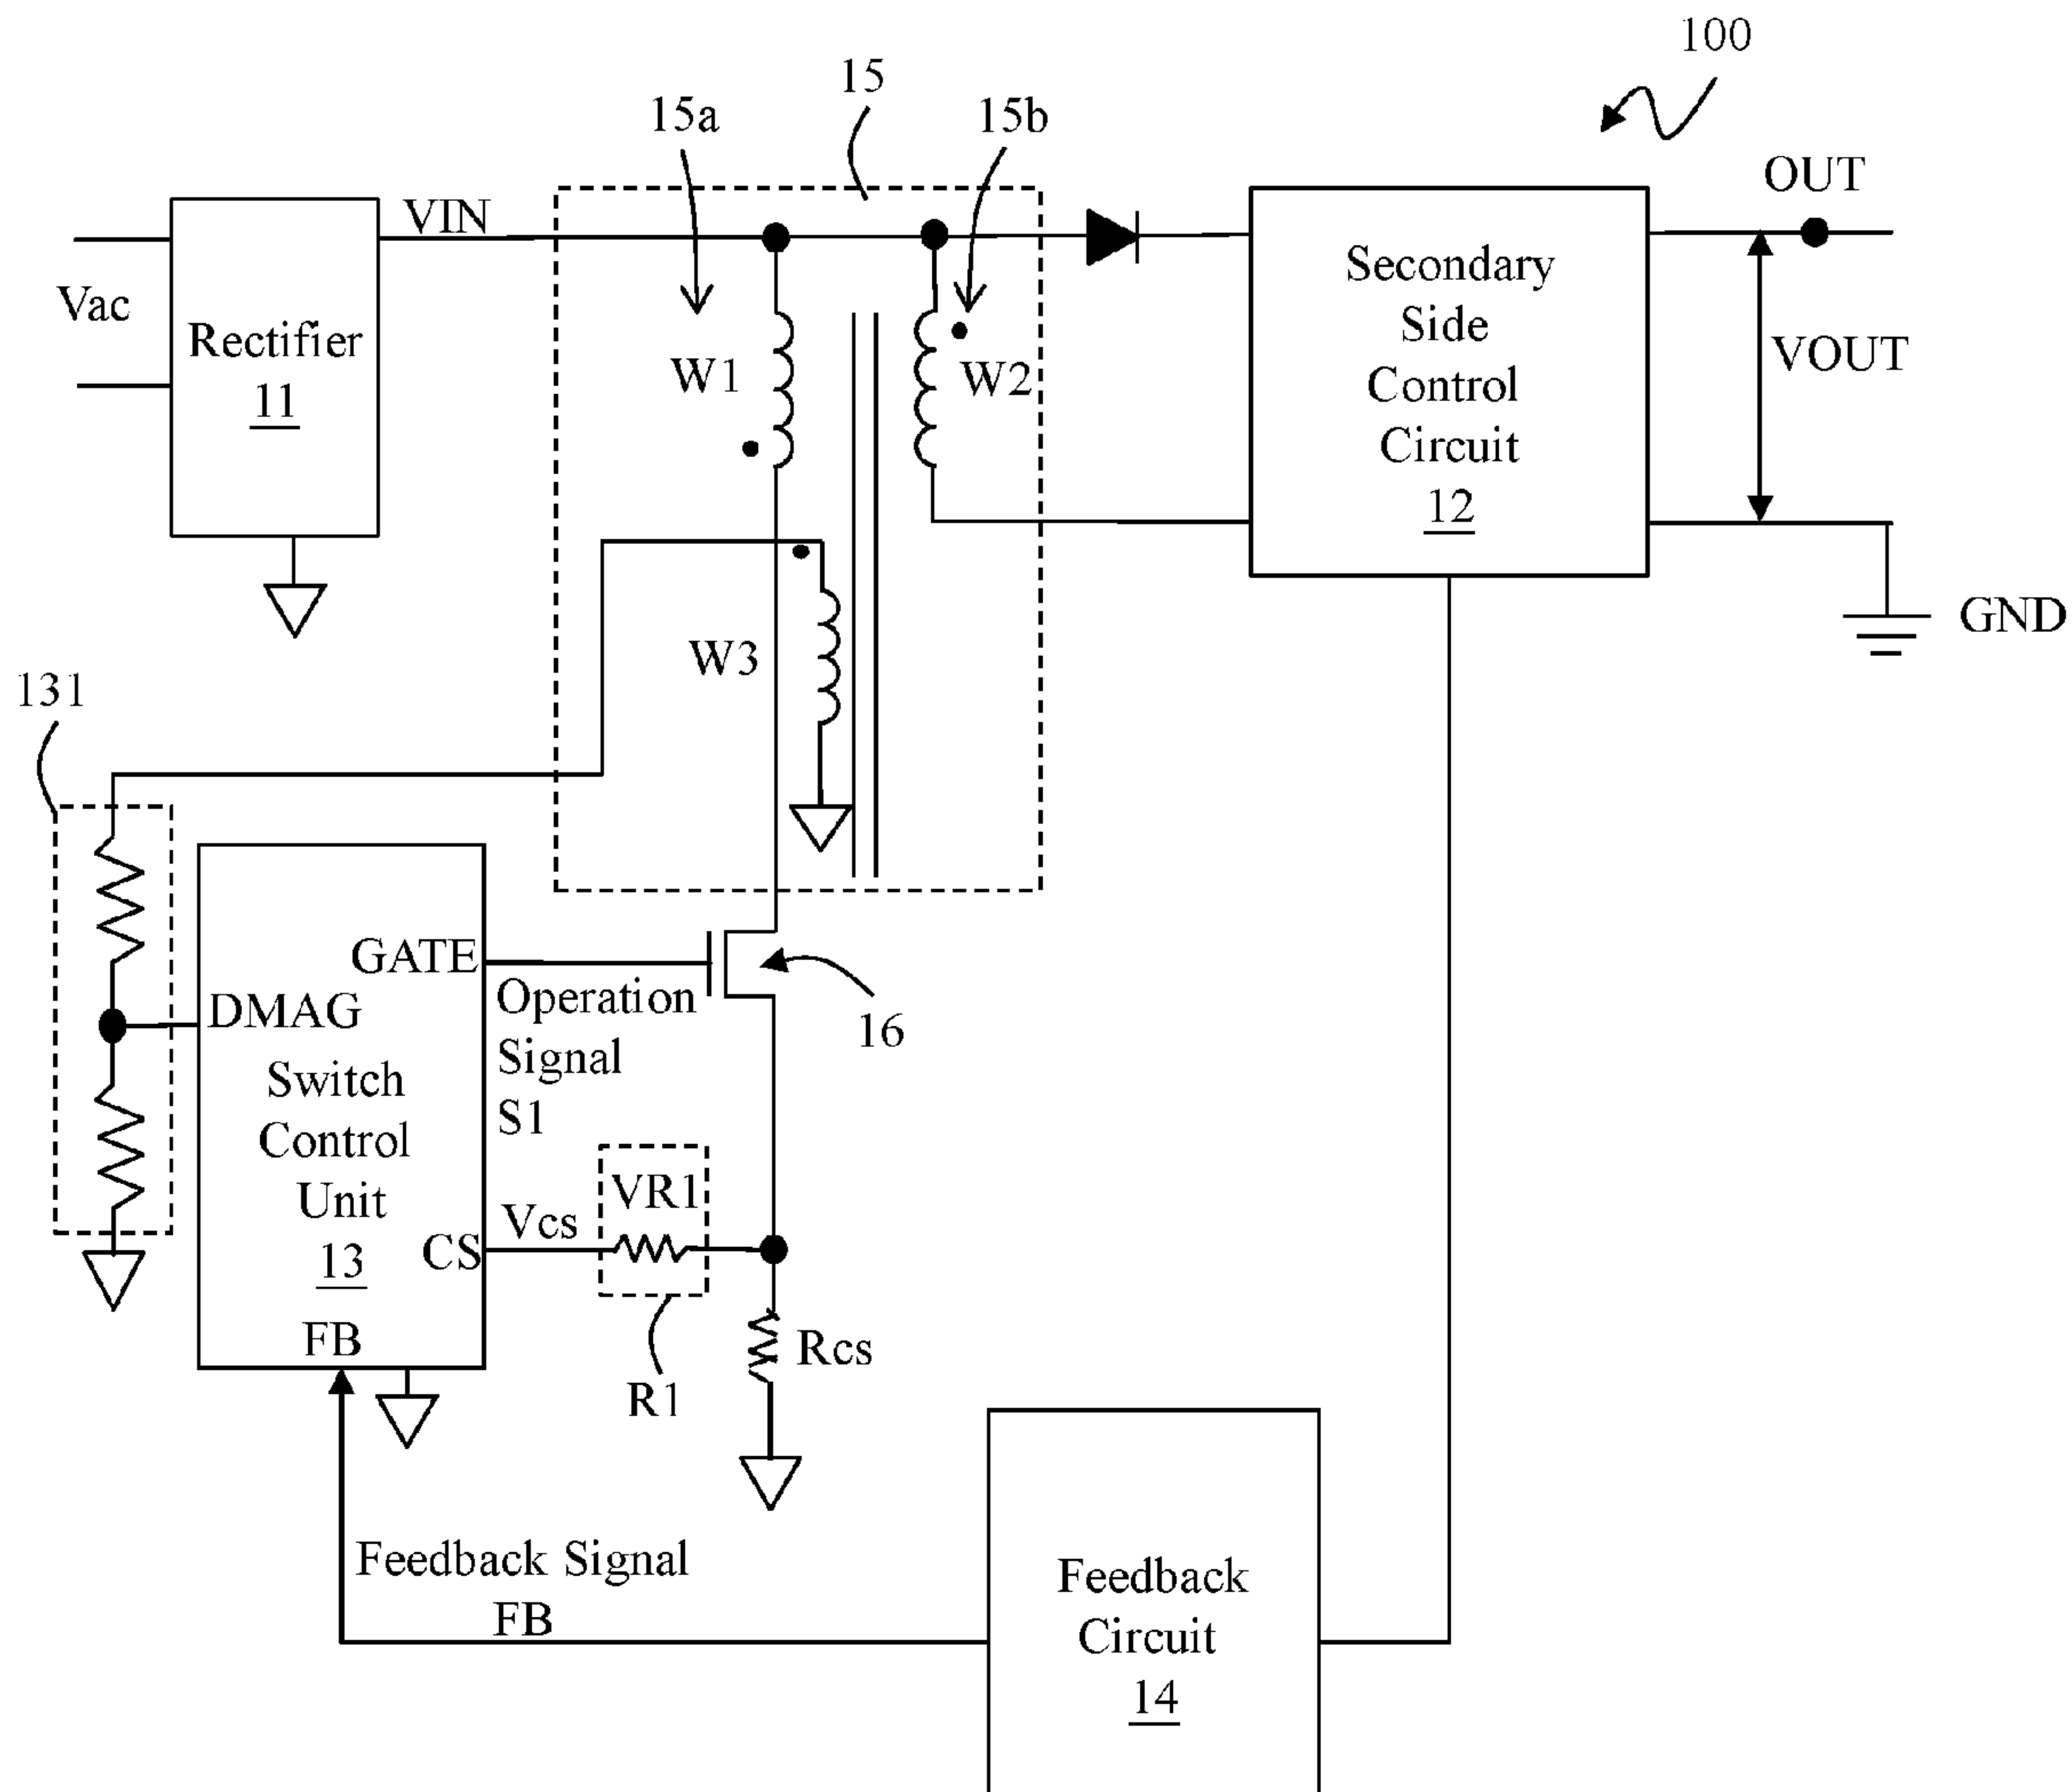 100
15
15a
15b
OUT
VIN
Vac
Rectifier
11
W1
W2
Secondary
Side
Control
Circuit
12
VOUT
GND
W3
131
GATE
DMAG
Operation
Signal
S1
16
Switch
Control
Unit
13
VR1
Vcs
CS
FB
R1
Rcs
Feedback Signal
FB
Feedback
Circuit
14